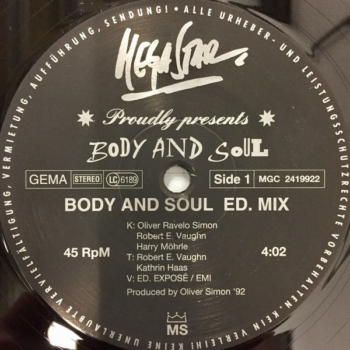 ALLE URHEBER- UND LEISTUNGSSCHUTZRECHTE VORBEHALTEN KEIN VERLEIH! KEINE UNERLAUBTE VERVIELFÄLTIGUNG, VERMIETUNG, AUFFÜHRUNG, SENDUNG! •
MEGASTAR
Proudly presents
BODY AND SOUL
GEMA STEREO LC 6189 Side 1 MGC 2419922
BODY AND SOUL ED. MIX
K: Oliver Ravelo Simon
Robert E. Vaughn
45 RpM Harry Möhrle 4:02
T: Robert E. Vaughn
Kathrin Haas
V: ED. EXPOSÉ / EMI
Produced by Oliver Simon '92
MS